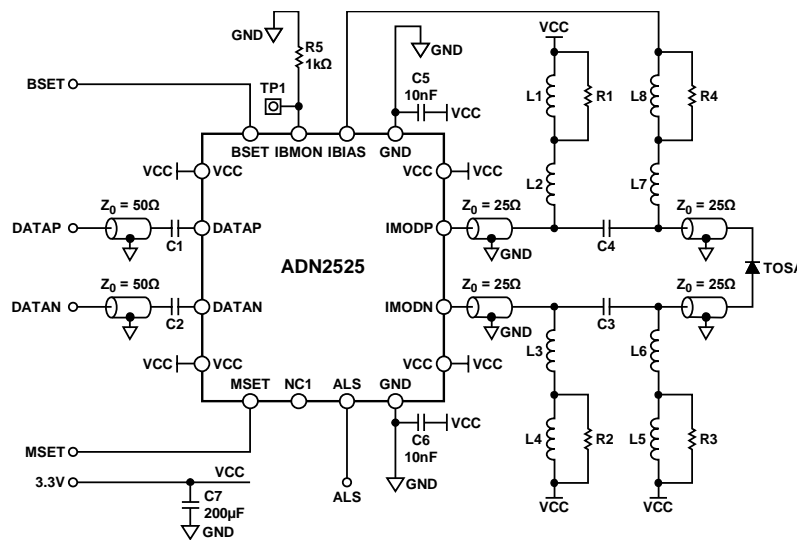 GND
R5
1kΩ
GND
VCC
TP1
C5
10nF
VCC
BSET
L1
R1
L8
R4
BSET IBMON IBIAS GND
VCC
VCC
VCC
VCC
L2
L7
Z0 = 50Ω
Z0 = 25Ω
Z0 = 25Ω
DATAP
C1
DATAP
IMODP
GND
C4
ADN2525
TOSA
Z0 = 50Ω
Z0 = 25Ω
Z0 = 25Ω
DATAN
C2
DATAN
IMODN
GND
C3
L3
L6
VCC
VCC
VCC
VCC
MSET NC1 ALS GND
VCC
C6
10nF
L4
R2
L5
R3
MSET
3.3V
VCC
GND
C7
200µF
ALS
VCC
VCC
GND